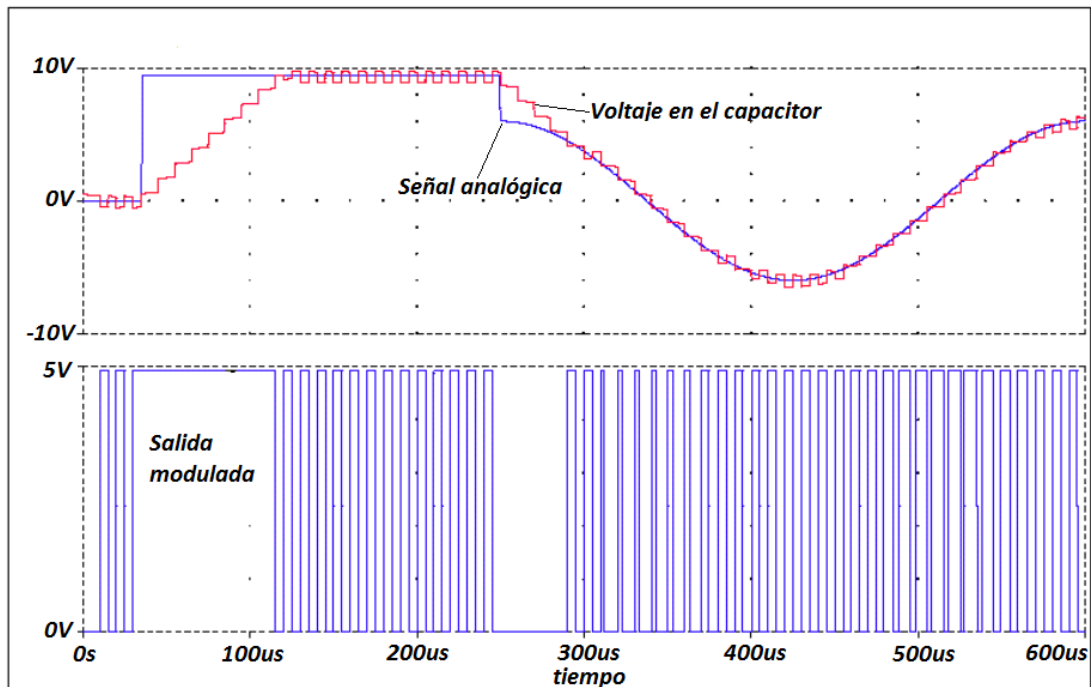 10V
Voltaje en el capacitor
Señal analógica
0V
-10V
5V
Salida
modulada
0V
0s 100us 200us 300us 400us 500us 600us
tiempo